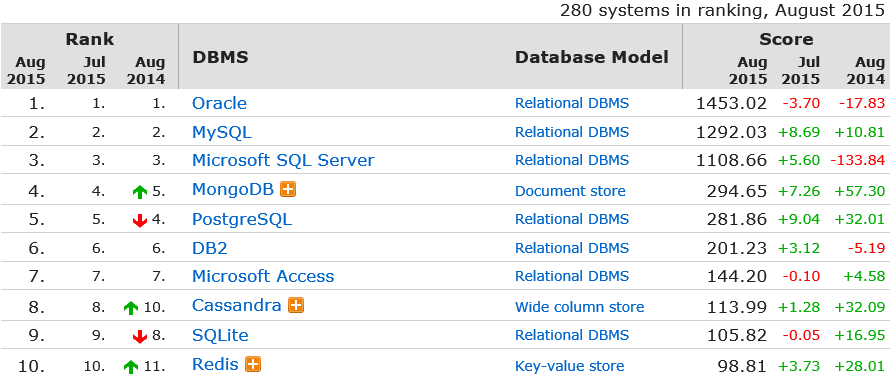 280 systems in ranking, August 2015
Rank DBMS Database Model Score
Aug 2015 Jul 2015 Aug 2014 Aug 2015 Jul 2015 Aug 2014
1. 1. 1. Oracle Relational DBMS 1453.02 -3.70 -17.83
2. 2. 2. MySQL Relational DBMS 1292.03 +8.69 +10.81
3. 3. 3. Microsoft SQL Server Relational DBMS 1108.66 +5.60 -133.84
4. 4. 5. MongoDB Document store 294.65 +7.26 +57.30
5. 5. 4. PostgreSQL Relational DBMS 281.86 +9.04 +32.01
6. 6. 6. DB2 Relational DBMS 201.23 +3.12 -5.19
7. 7. 7. Microsoft Access Relational DBMS 144.20 -0.10 +4.58
8. 8. 10. Cassandra Wide column store 113.99 +1.28 +32.09
9. 9. 8. SQLite Relational DBMS 105.82 -0.05 +16.95
10. 10. 11. Redis Key-value store 98.81 +3.73 +28.01